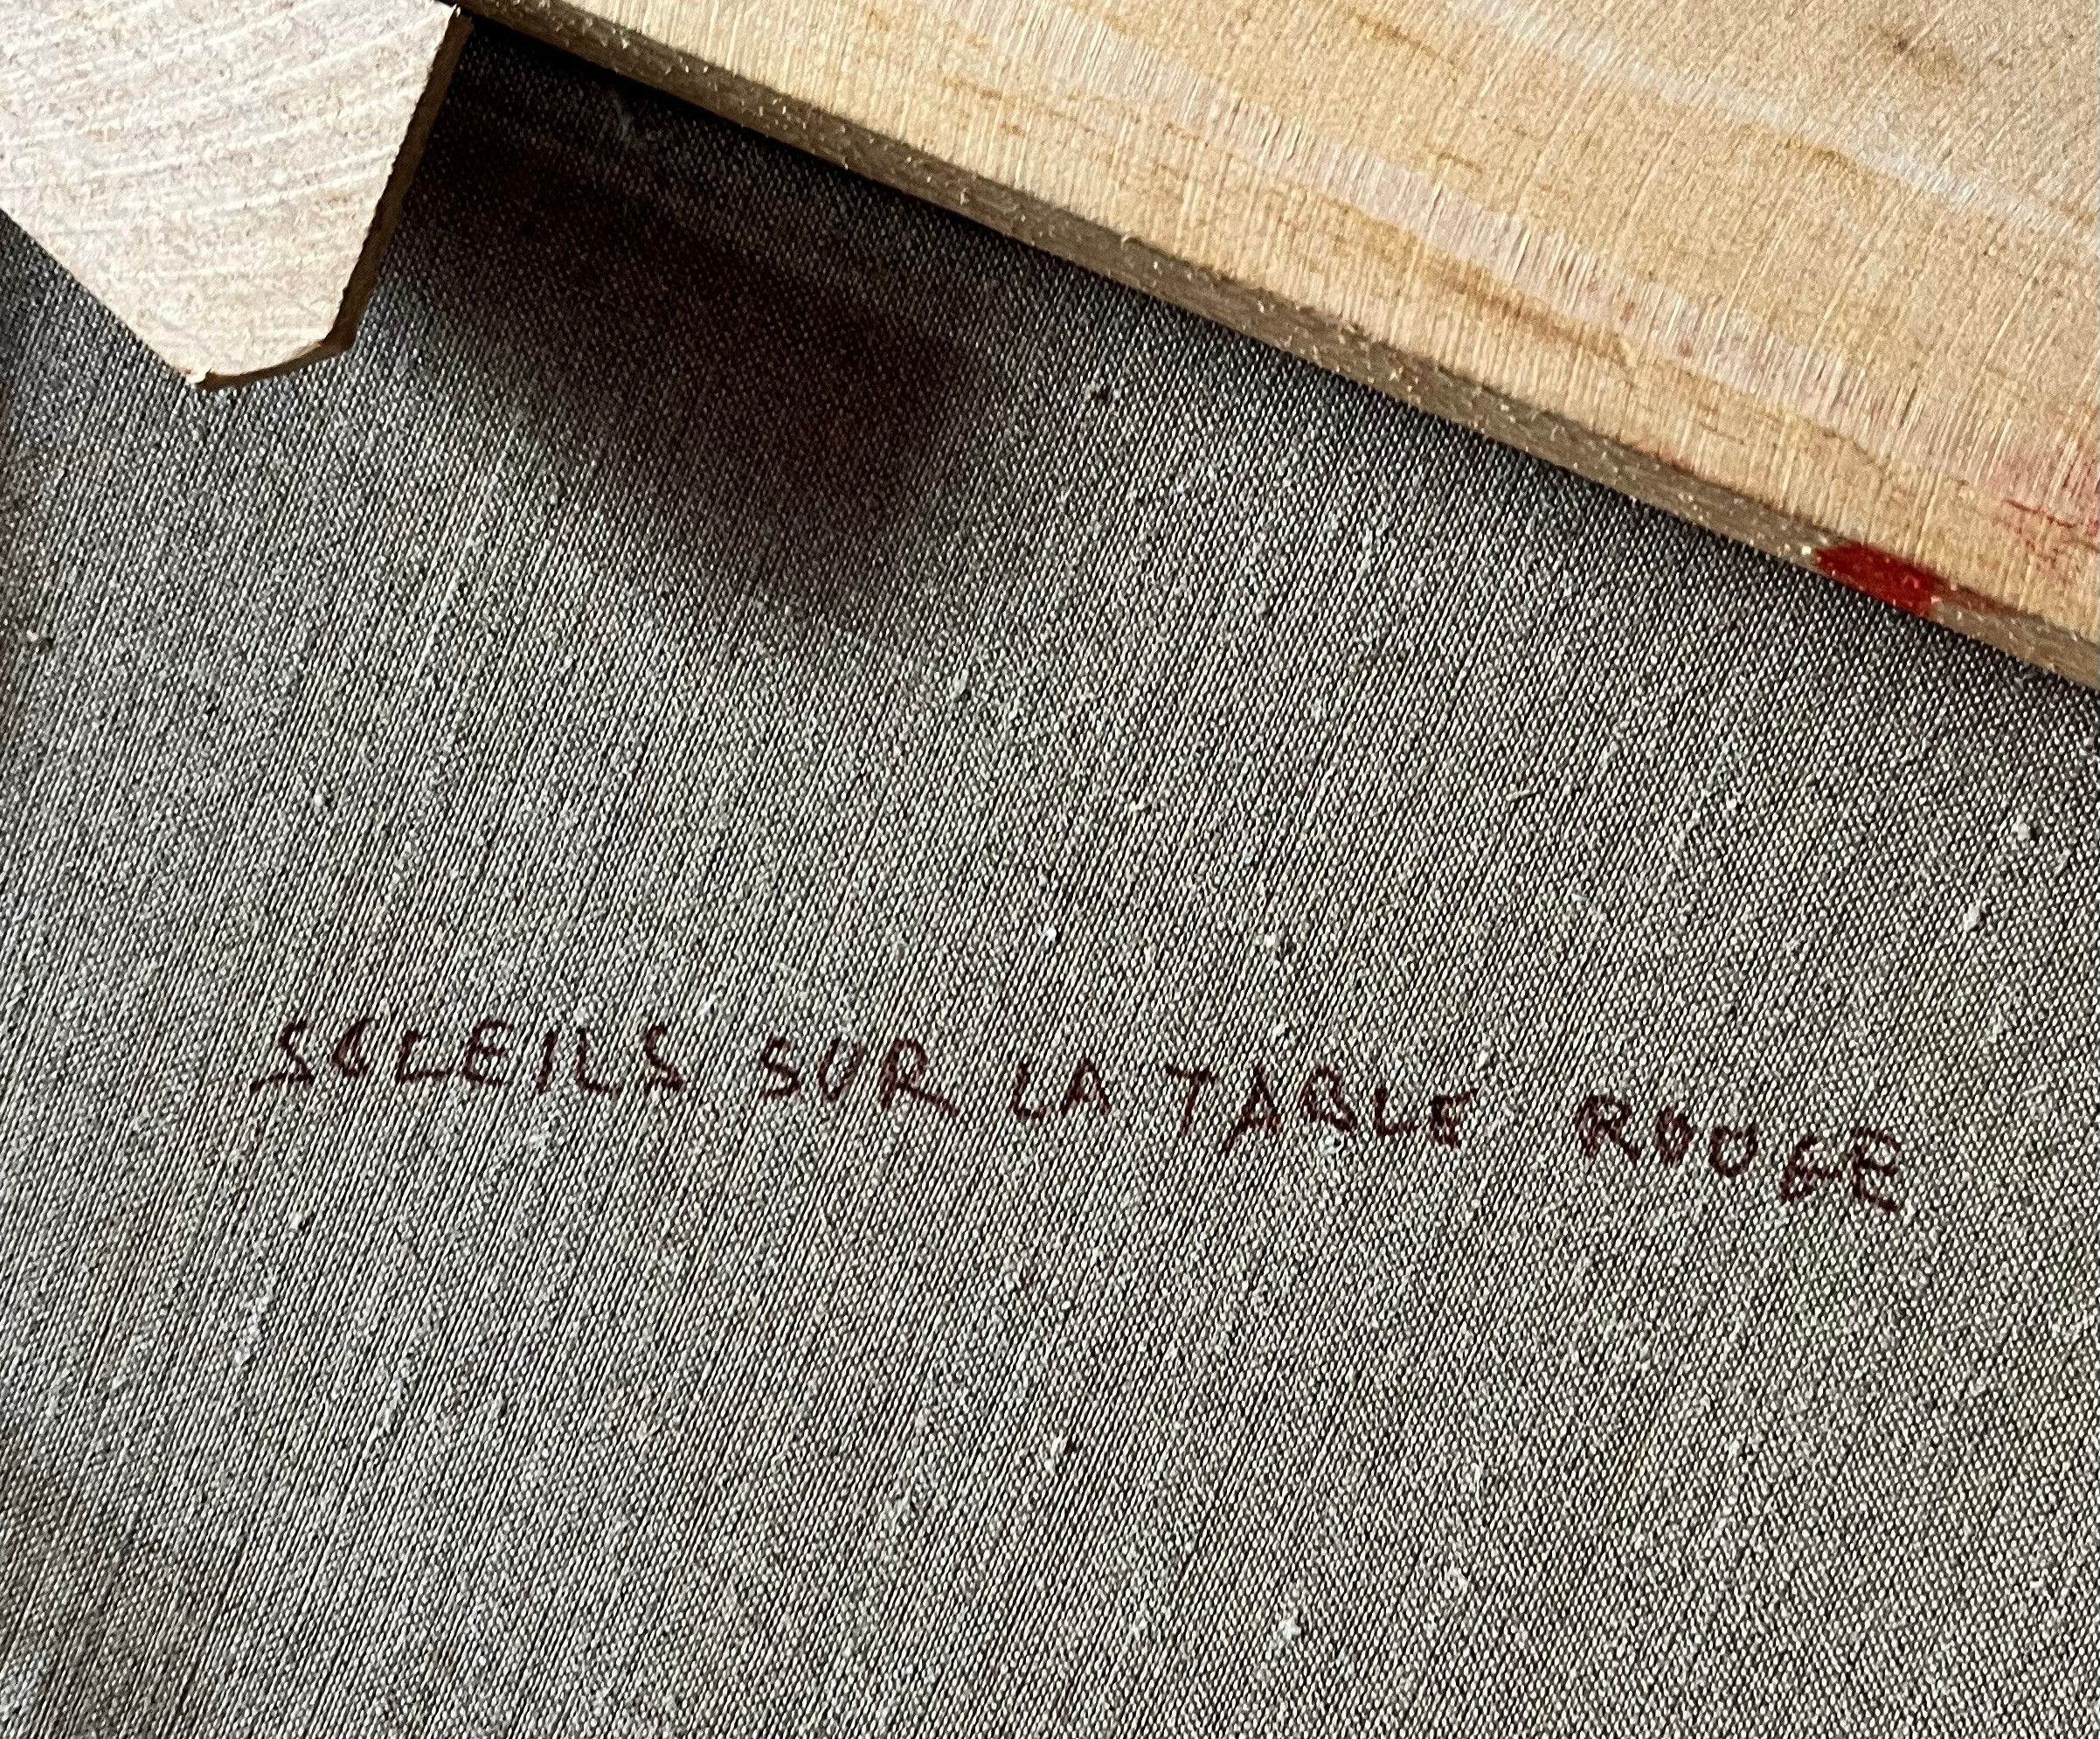 SOLEILS SUR LA TABLE ROUGE